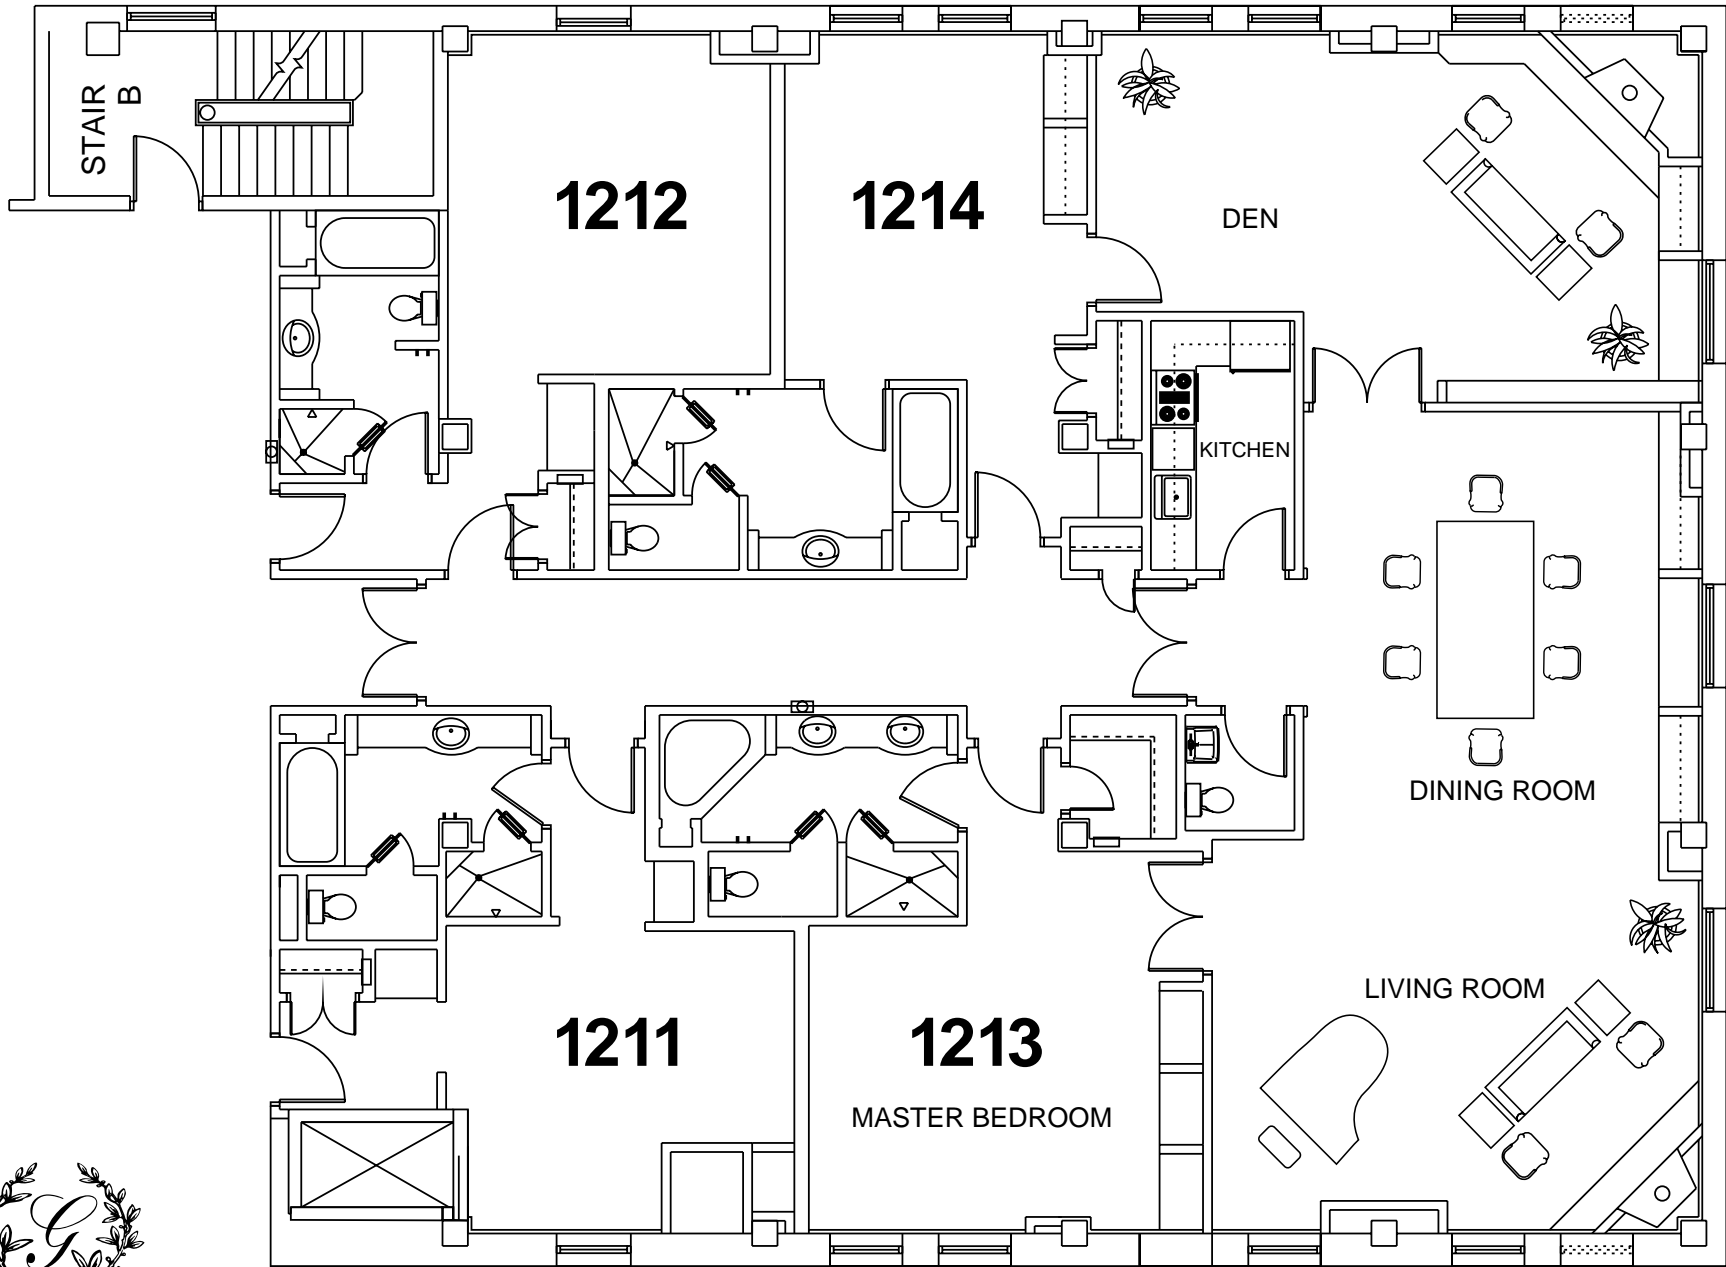 STAIR
B
1212
1214
DEN
KITCHEN
DINING ROOM
LIVING ROOM
1211
1213
MASTER BEDROOM
G